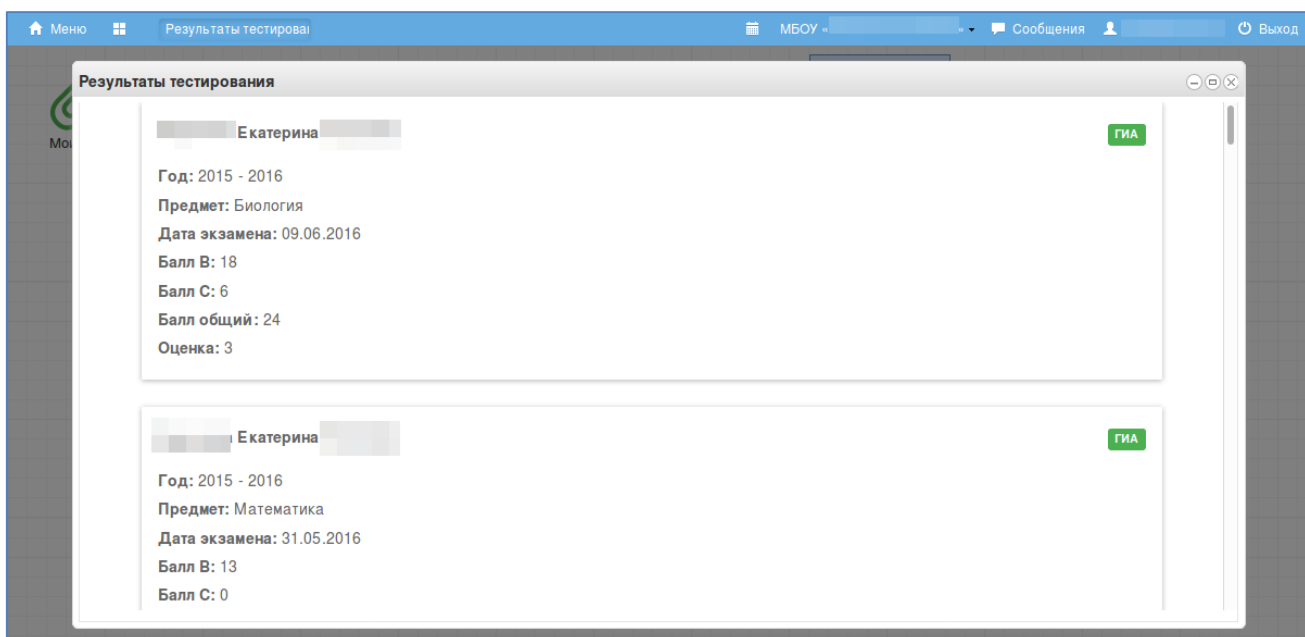 Меню Результаты тестирован МБОУ « » Сообщения Выход
Результаты тестирования
Екатерина ГИА
Год: 2015 - 2016
Предмет: Биология
Дата экзамена: 09.06.2016
Балл B: 18
Балл C: 6
Балл общий: 24
Оценка: 3
Екатерина ГИА
Год: 2015 - 2016
Предмет: Математика
Дата экзамена: 31.05.2016
Балл B: 13
Балл C: 0